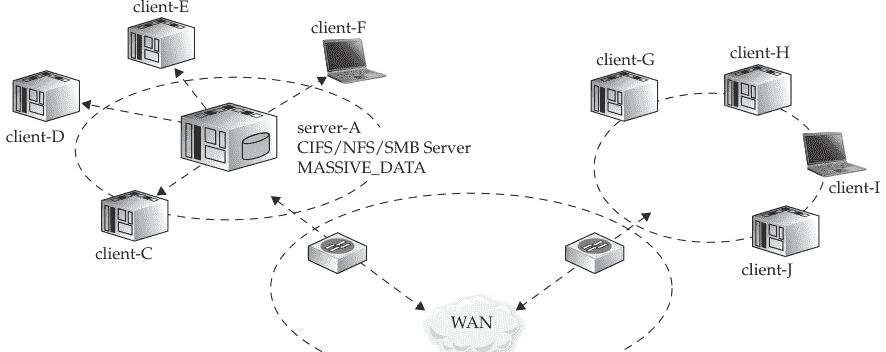 client-E
client-F
client-D
server-A
CIFS/NFS/SMB Server
MASSIVE_DATA
client-C
client-G
client-H
client-I
client-J
WAN